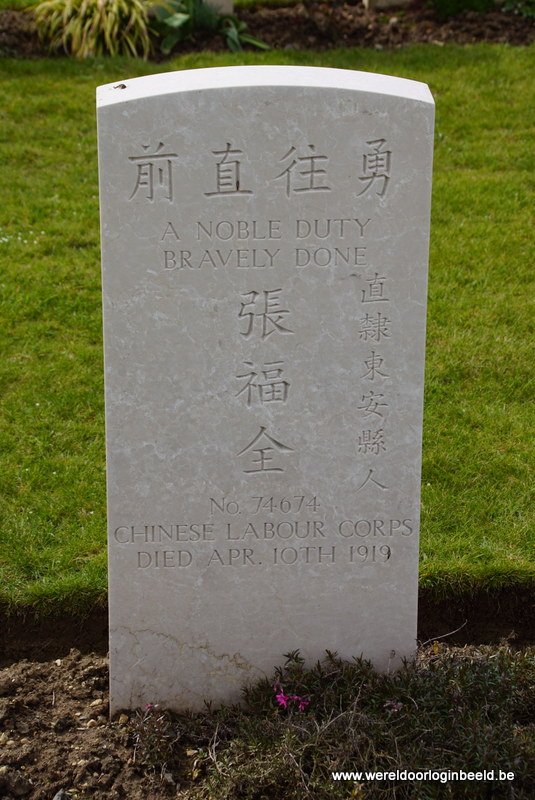 勇往直前
A NOBLE DUTY
BRAVELY DONE
直隸東安縣人
張福全
No. 74674
CHINESE LABOUR CORPS
DIED APR. 10TH 1919
www.wereldoorloginbeeld.be